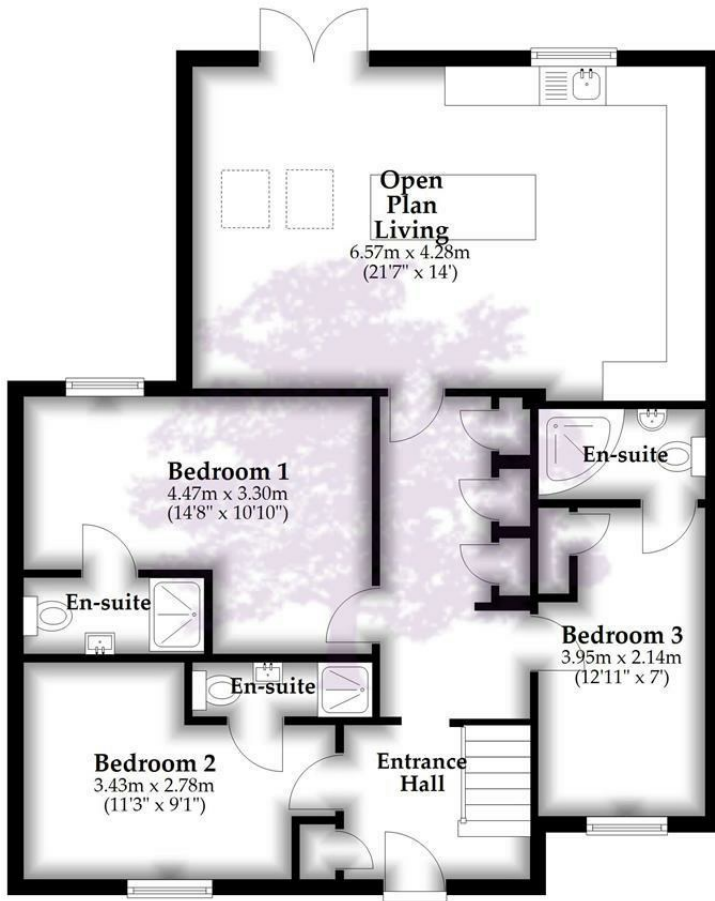 Open
Plan
Living
6.57m x 4.28m
(21'7" x 14')
En-suite
Bedroom 1
4.47m x 3.30m
(14'8" x 10'10")
En-suite
Bedroom 3
3.95m x 2.14m
(12'11" x 7')
En-suite
Bedroom 2
3.43m x 2.78m
(11'3" x 9'1")
Entrance
Hall